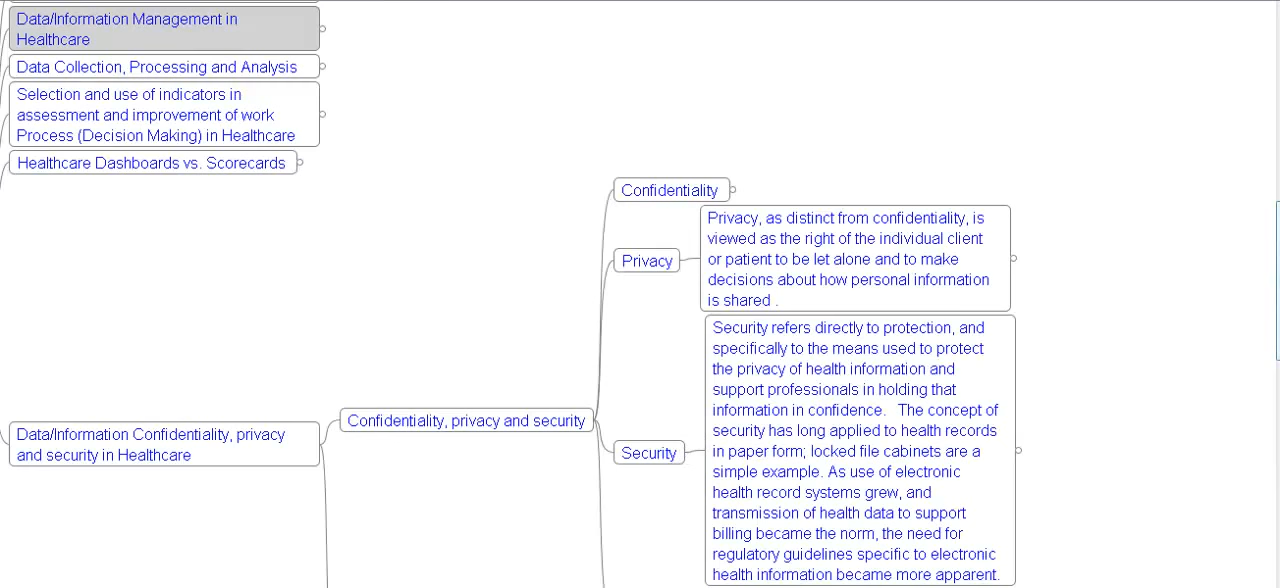 Data/Information Management in
Healthcare
Data Collection, Processing and Analysis
Selection and use of indicators in
assessment and improvement of work
Process (Decision Making) in Healthcare
Healthcare Dashboards vs. Scorecards
Confidentiality
Privacy, as distinct from confidentiality, is
viewed as the right of the individual client
or patient to be let alone and to make
decisions about how personal information
is shared .
Privacy
Security refers directly to protection, and
specifically to the means used to protect
the privacy of health information and
support professionals in holding that
information in confidence.   The concept of
security has long applied to health records
in paper form; locked file cabinets are a
simple example. As use of electronic
health record systems grew, and
transmission of health data to support
billing became the norm, the need for
regulatory guidelines specific to electronic
health information became more apparent.
Confidentiality, privacy and security
Data/Information Confidentiality, privacy
and security in Healthcare
Security